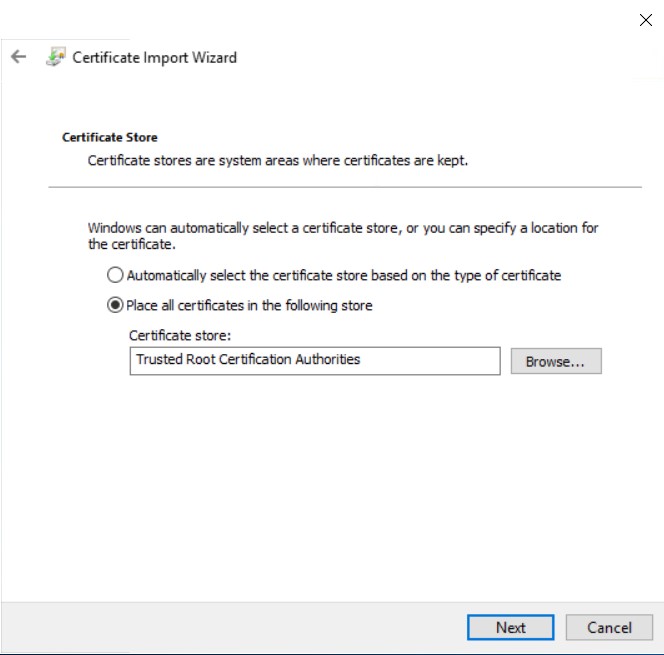 Certificate Import Wizard
Certificate Store
Certificate stores are system areas where certificates are kept.
Windows can automatically select a certificate store, or you can specify a location for
the certificate.
Automatically select the certificate store based on the type of certificate
Place all certificates in the following store
Certificate store:
Trusted Root Certification Authorities
Browse...
Next
Cancel